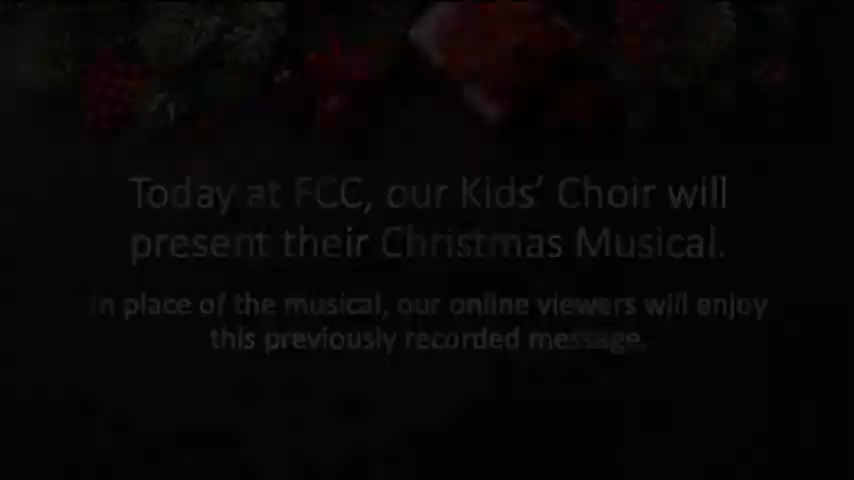 Today at FCC, our Kids' Choir will
present their Christmas Musical.
In place of the musical, our online viewers will enjoy
this previously recorded message.